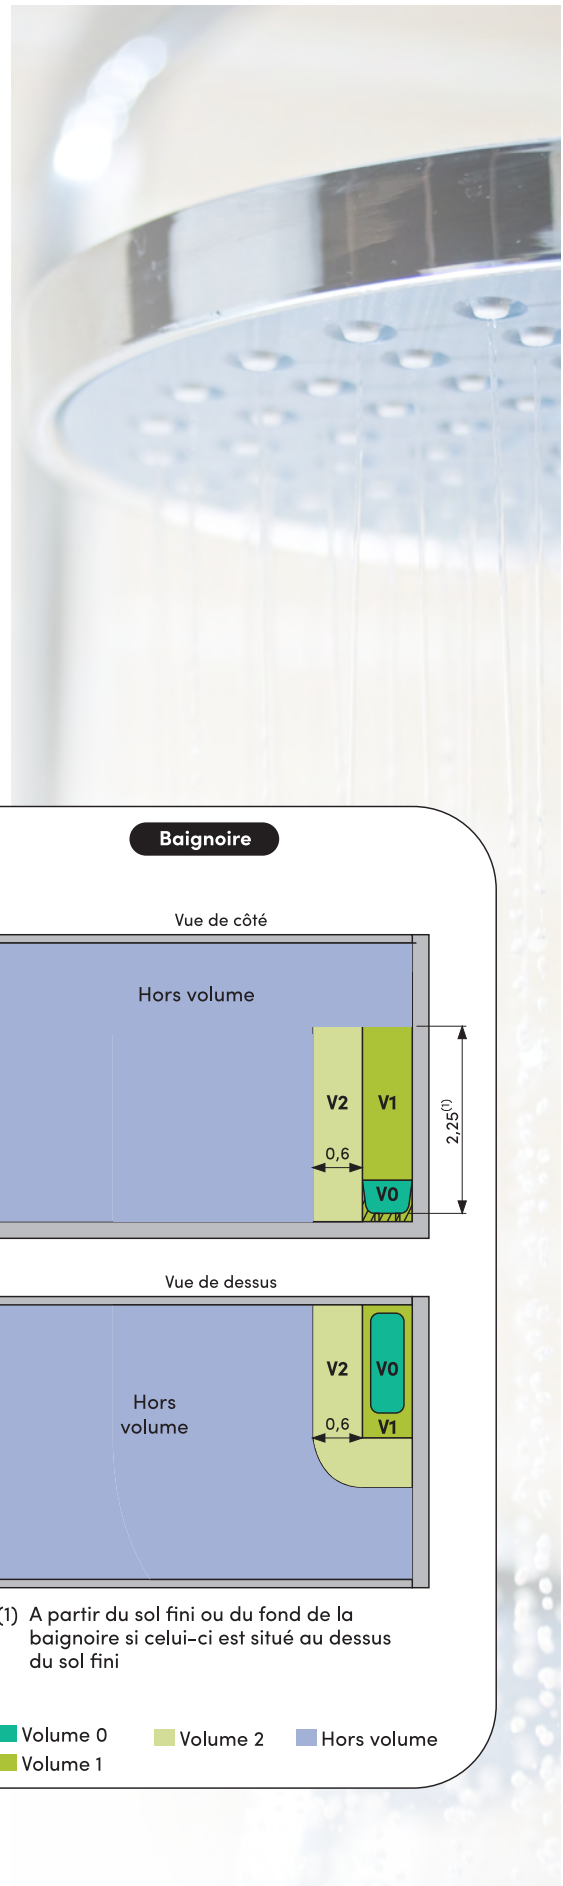 Baignoire
Vue de côté
Hors volume
V2
V1
0,6
V0
2,25(1)
Vue de dessus
Hors
volume
V2
V0
0,6
V1
(1) A partir du sol fini ou du fond de la
baignoire si celui-ci est situé au dessus
du sol fini
Volume 0
Volume 2
Hors volume
Volume 1